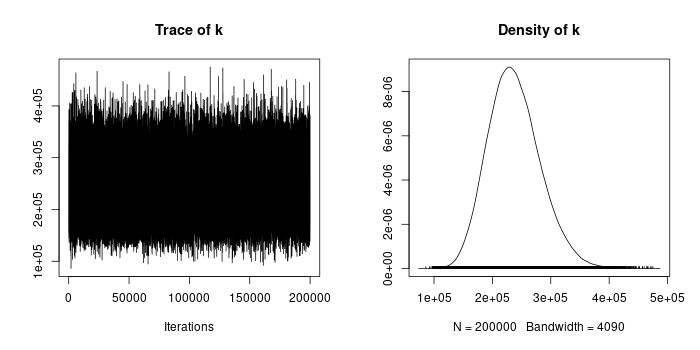 Trace of k
4e+05
3e+05
2e+05
1e+05
0 50000 100000 150000 200000
Iterations
Density of k
8e-06
6e-06
4e-06
2e-06
0e+00
1e+05 2e+05 3e+05 4e+05 5e+05
N = 200000 Bandwidth = 4090